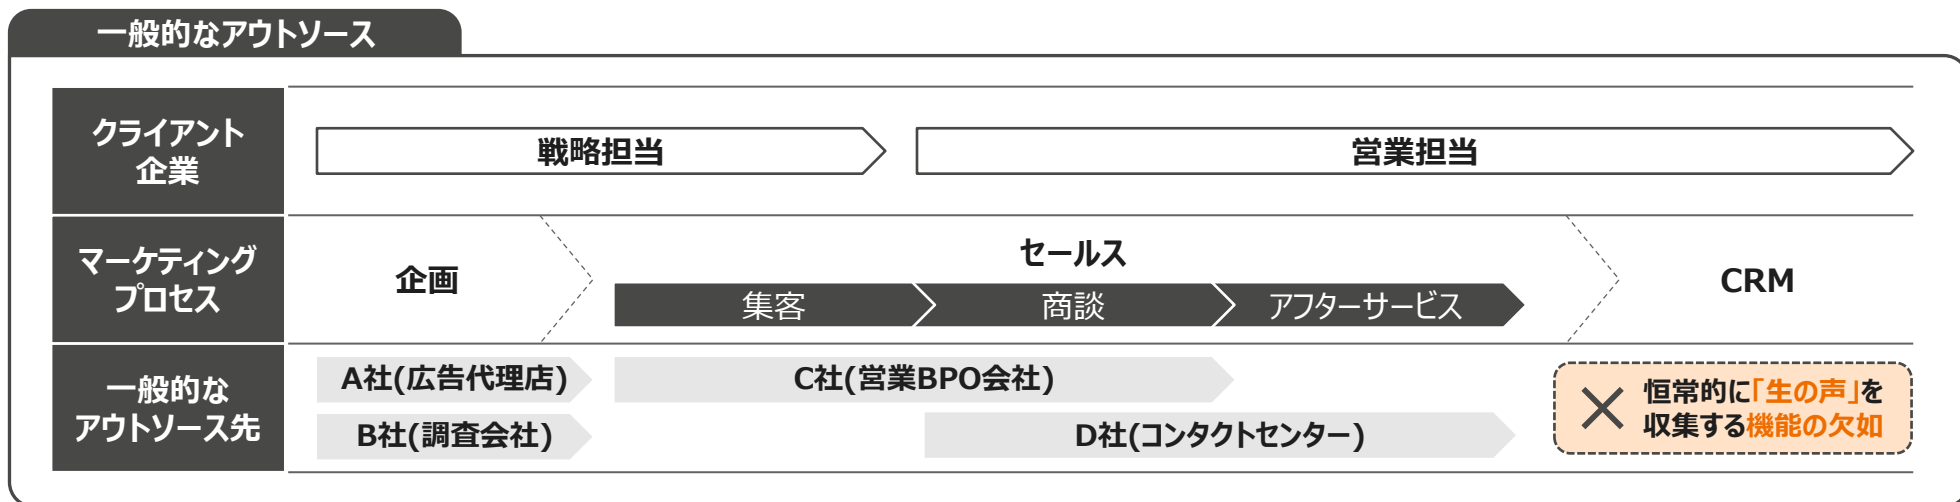 一般的なアウトソース
クライアント
企業
戦略担当
営業担当
マーケティング
プロセス
企画
セールス
集客
商談
アフターサービス
CRM
一般的な
アウトソース先
A社(広告代理店)
C社(営業BPO会社)
B社(調査会社)
D社(コンタクトセンター)
恒常的に「生の声」を
収集する機能の欠如